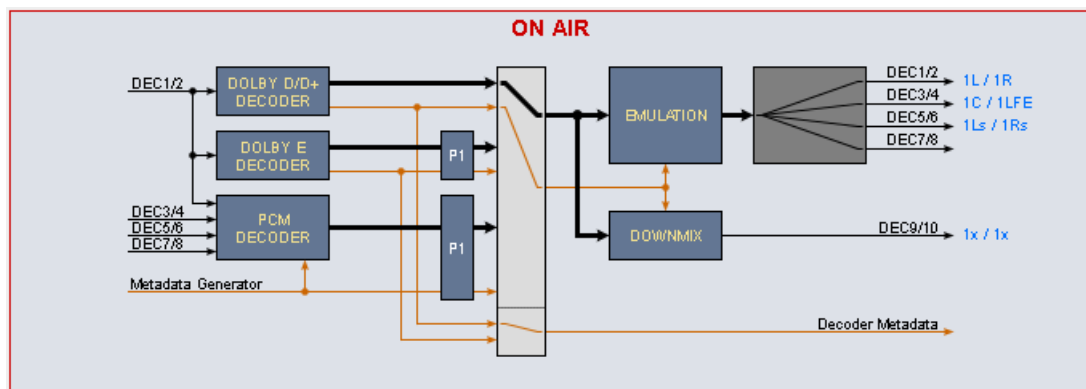 ON AIR
DEC1/2
DOLBY D/D+
DECODER
DOLBY E
DECODER
P1
DEC3/4
DEC5/6
DEC7/8
PCM
DECODER
P1
Metadata Generator
EMULATION
DOWNMIX
DEC1/2 1L / 1R
DEC3/4 1C / 1LFE
DEC5/6 1Ls / 1Rs
DEC7/8
DEC9/10 1x / 1x
Decoder Metadata